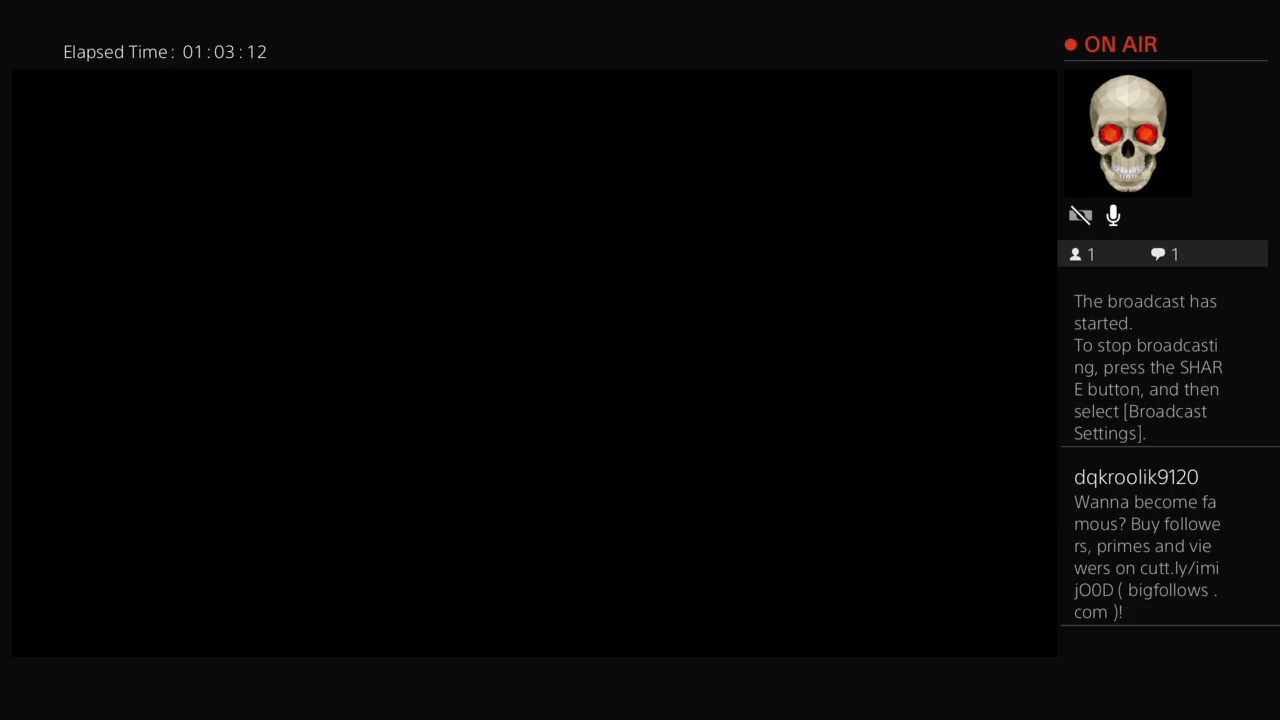 Elapsed Time: 01:03:12
ON AIR
1 1
The broadcast has
started.
To stop broadcasti
ng, press the SHAR
E button, and then
select [Broadcast
Settings].
dqkroolik9120
Wanna become fa
mous? Buy followe
rs, primes and vie
wers on cutt.ly/imi
jO0D ( bigfollows .
com )!